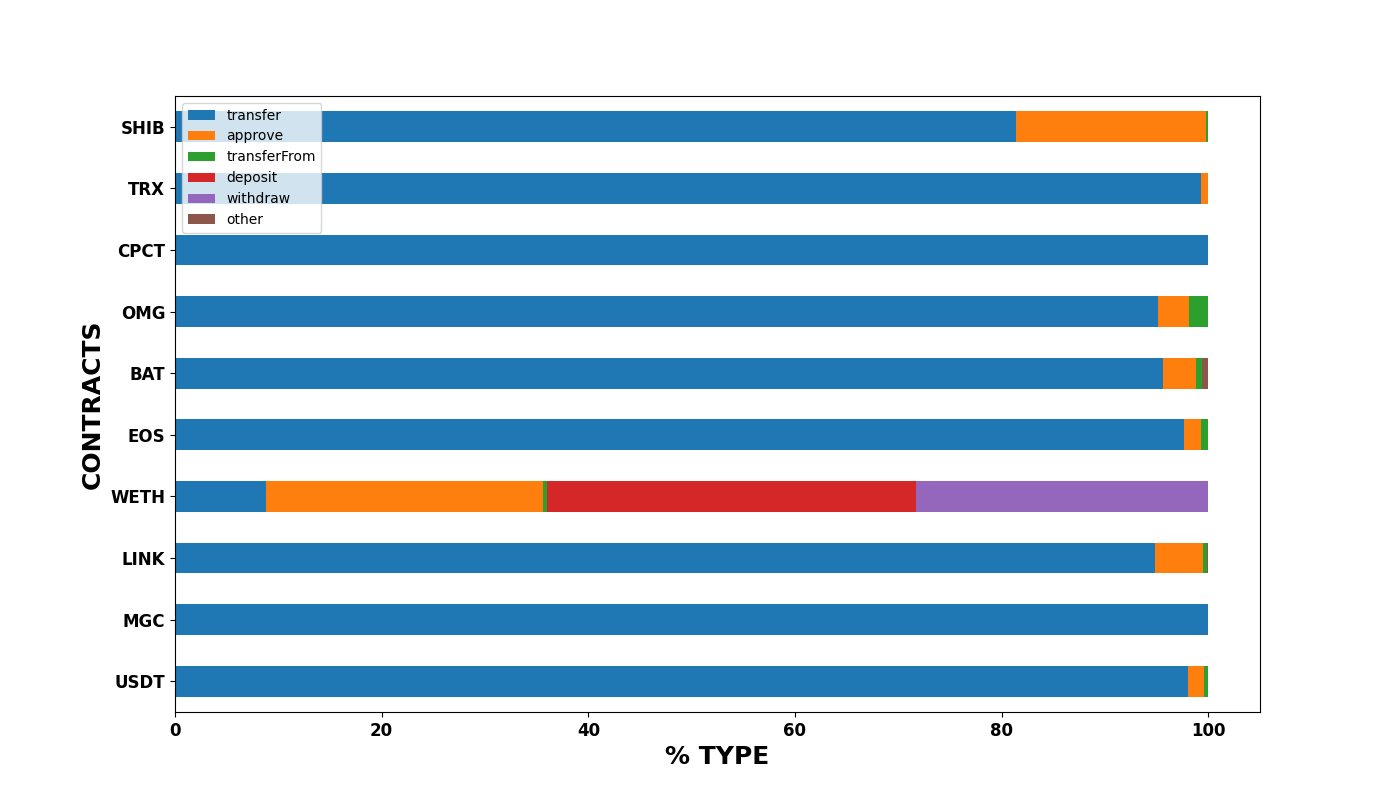 SHIB
TRX
CPCT
OMG
BAT
EOS
WETH
LINK
MGC
USDT
CONTRACTS
transfer
approve
transferFrom
deposit
withdraw
other
0 20 40 60 80 100
% TYPE